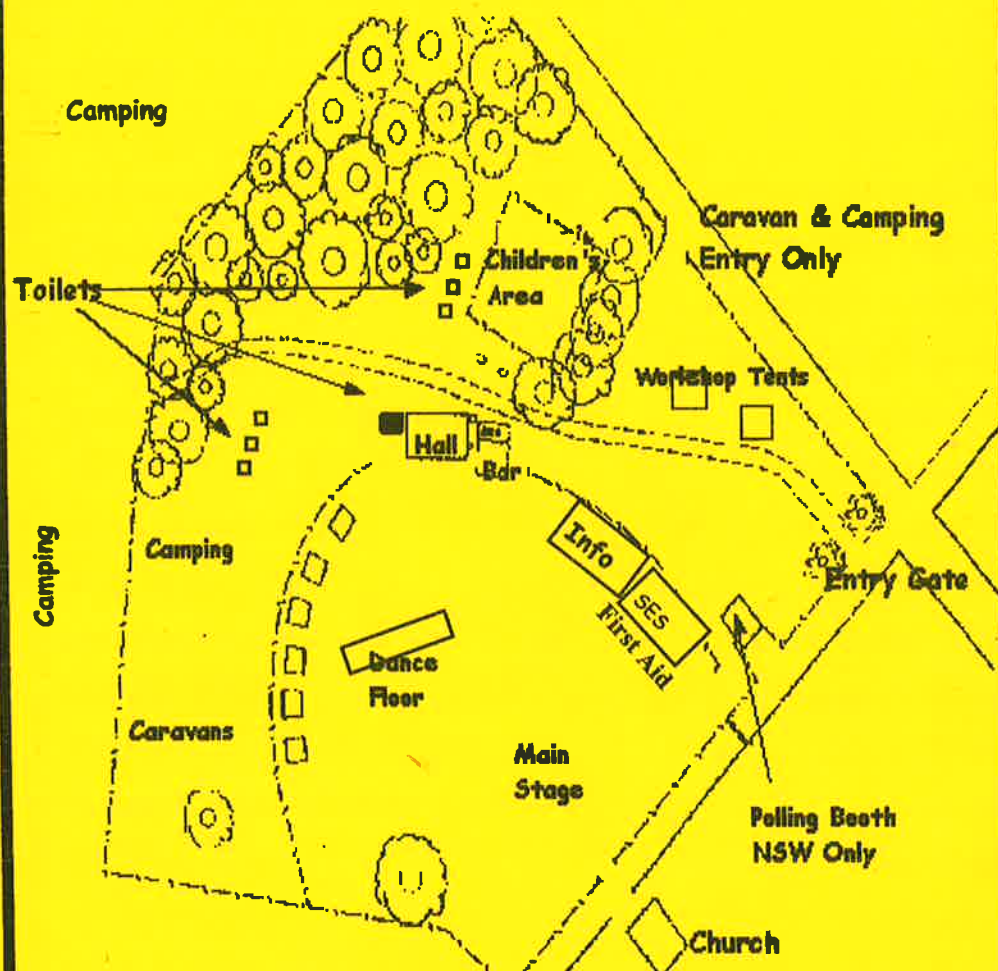 Camping
Caravan & Camping
Entry Only
Children's
Area
Toilets
Workshop Tents
Hall
Bar
Camping
Camping
Info
SES
First Aid
Entry Gate
Dance
Floor
Caravans
Main
Stage
Polling Booth
NSW Only
Church